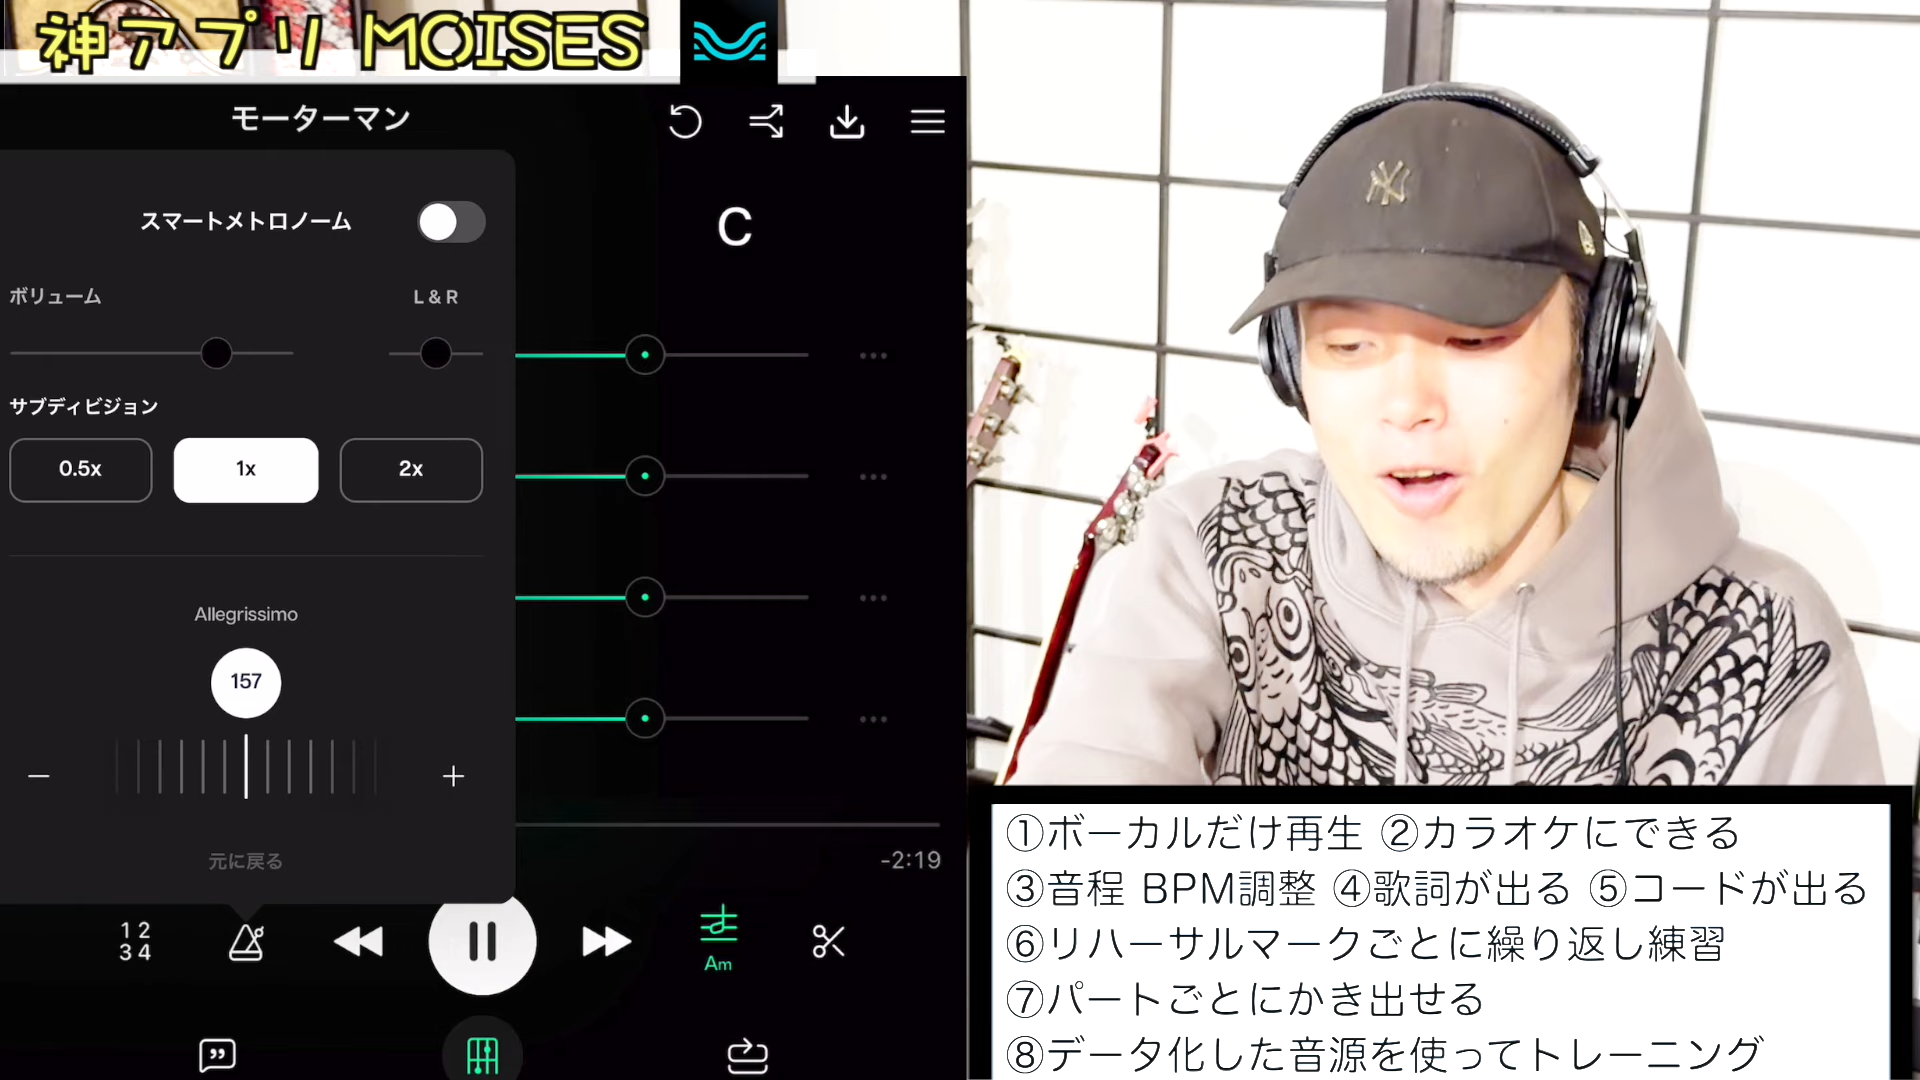 神アプリ MOISES
モーターマン
スマートメトロノーム
C
ボリューム
L & R
サブディビジョン
0.5x
1x
2x
Allegrissimo
157
元に戻る
-2:19
1 2
3 4
Am
NY
①ボーカルだけ再生 ②カラオケにできる
③音程 BPM調整 ④歌詞が出る ⑤コードが出る
⑥リハーサルマークごとに繰り返し練習
⑦パートごとにかき出せる
⑧データ化した音源を使ってトレーニング